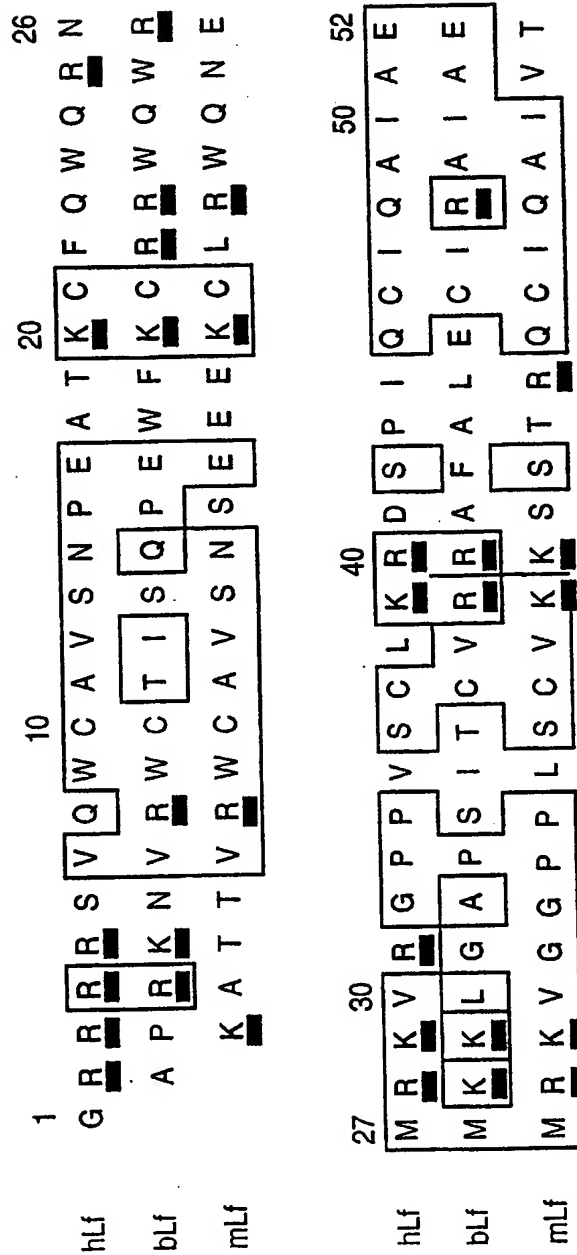 1 10 20 26
hLf G R R R R S V Q W C A V S N P E A T K C F Q W Q R N
bLf A P R K N V R W C T I S Q P E W F K C R R W Q W R
mLf K A T T V R W C A V S N S E E E K C L R W Q N E
27 30 40 50 52
hLf M R K V R G P P V S C L K R D S P I Q C I Q A I A E
bLf M K K L G A P S I T C V R R A F A L E C I R A I A E
mLf M R K V G G P P L S C V K K S S T R Q C I Q A I V T